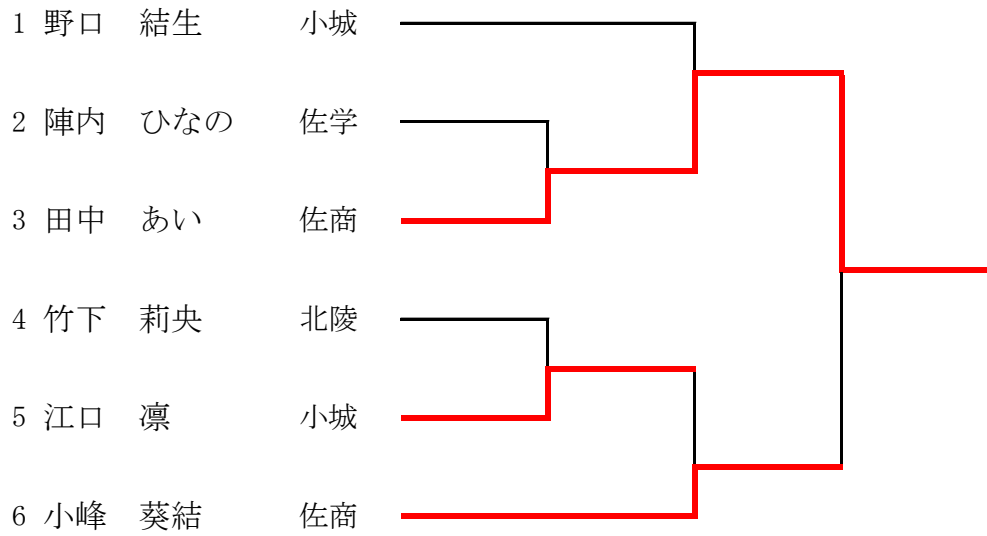 1 野口 結生 小城
2 陣内 ひなの 佐学
3 田中 あい 佐商
4 竹下 莉央 北陵
5 江口 凛 小城
6 小峰 葵結 佐商